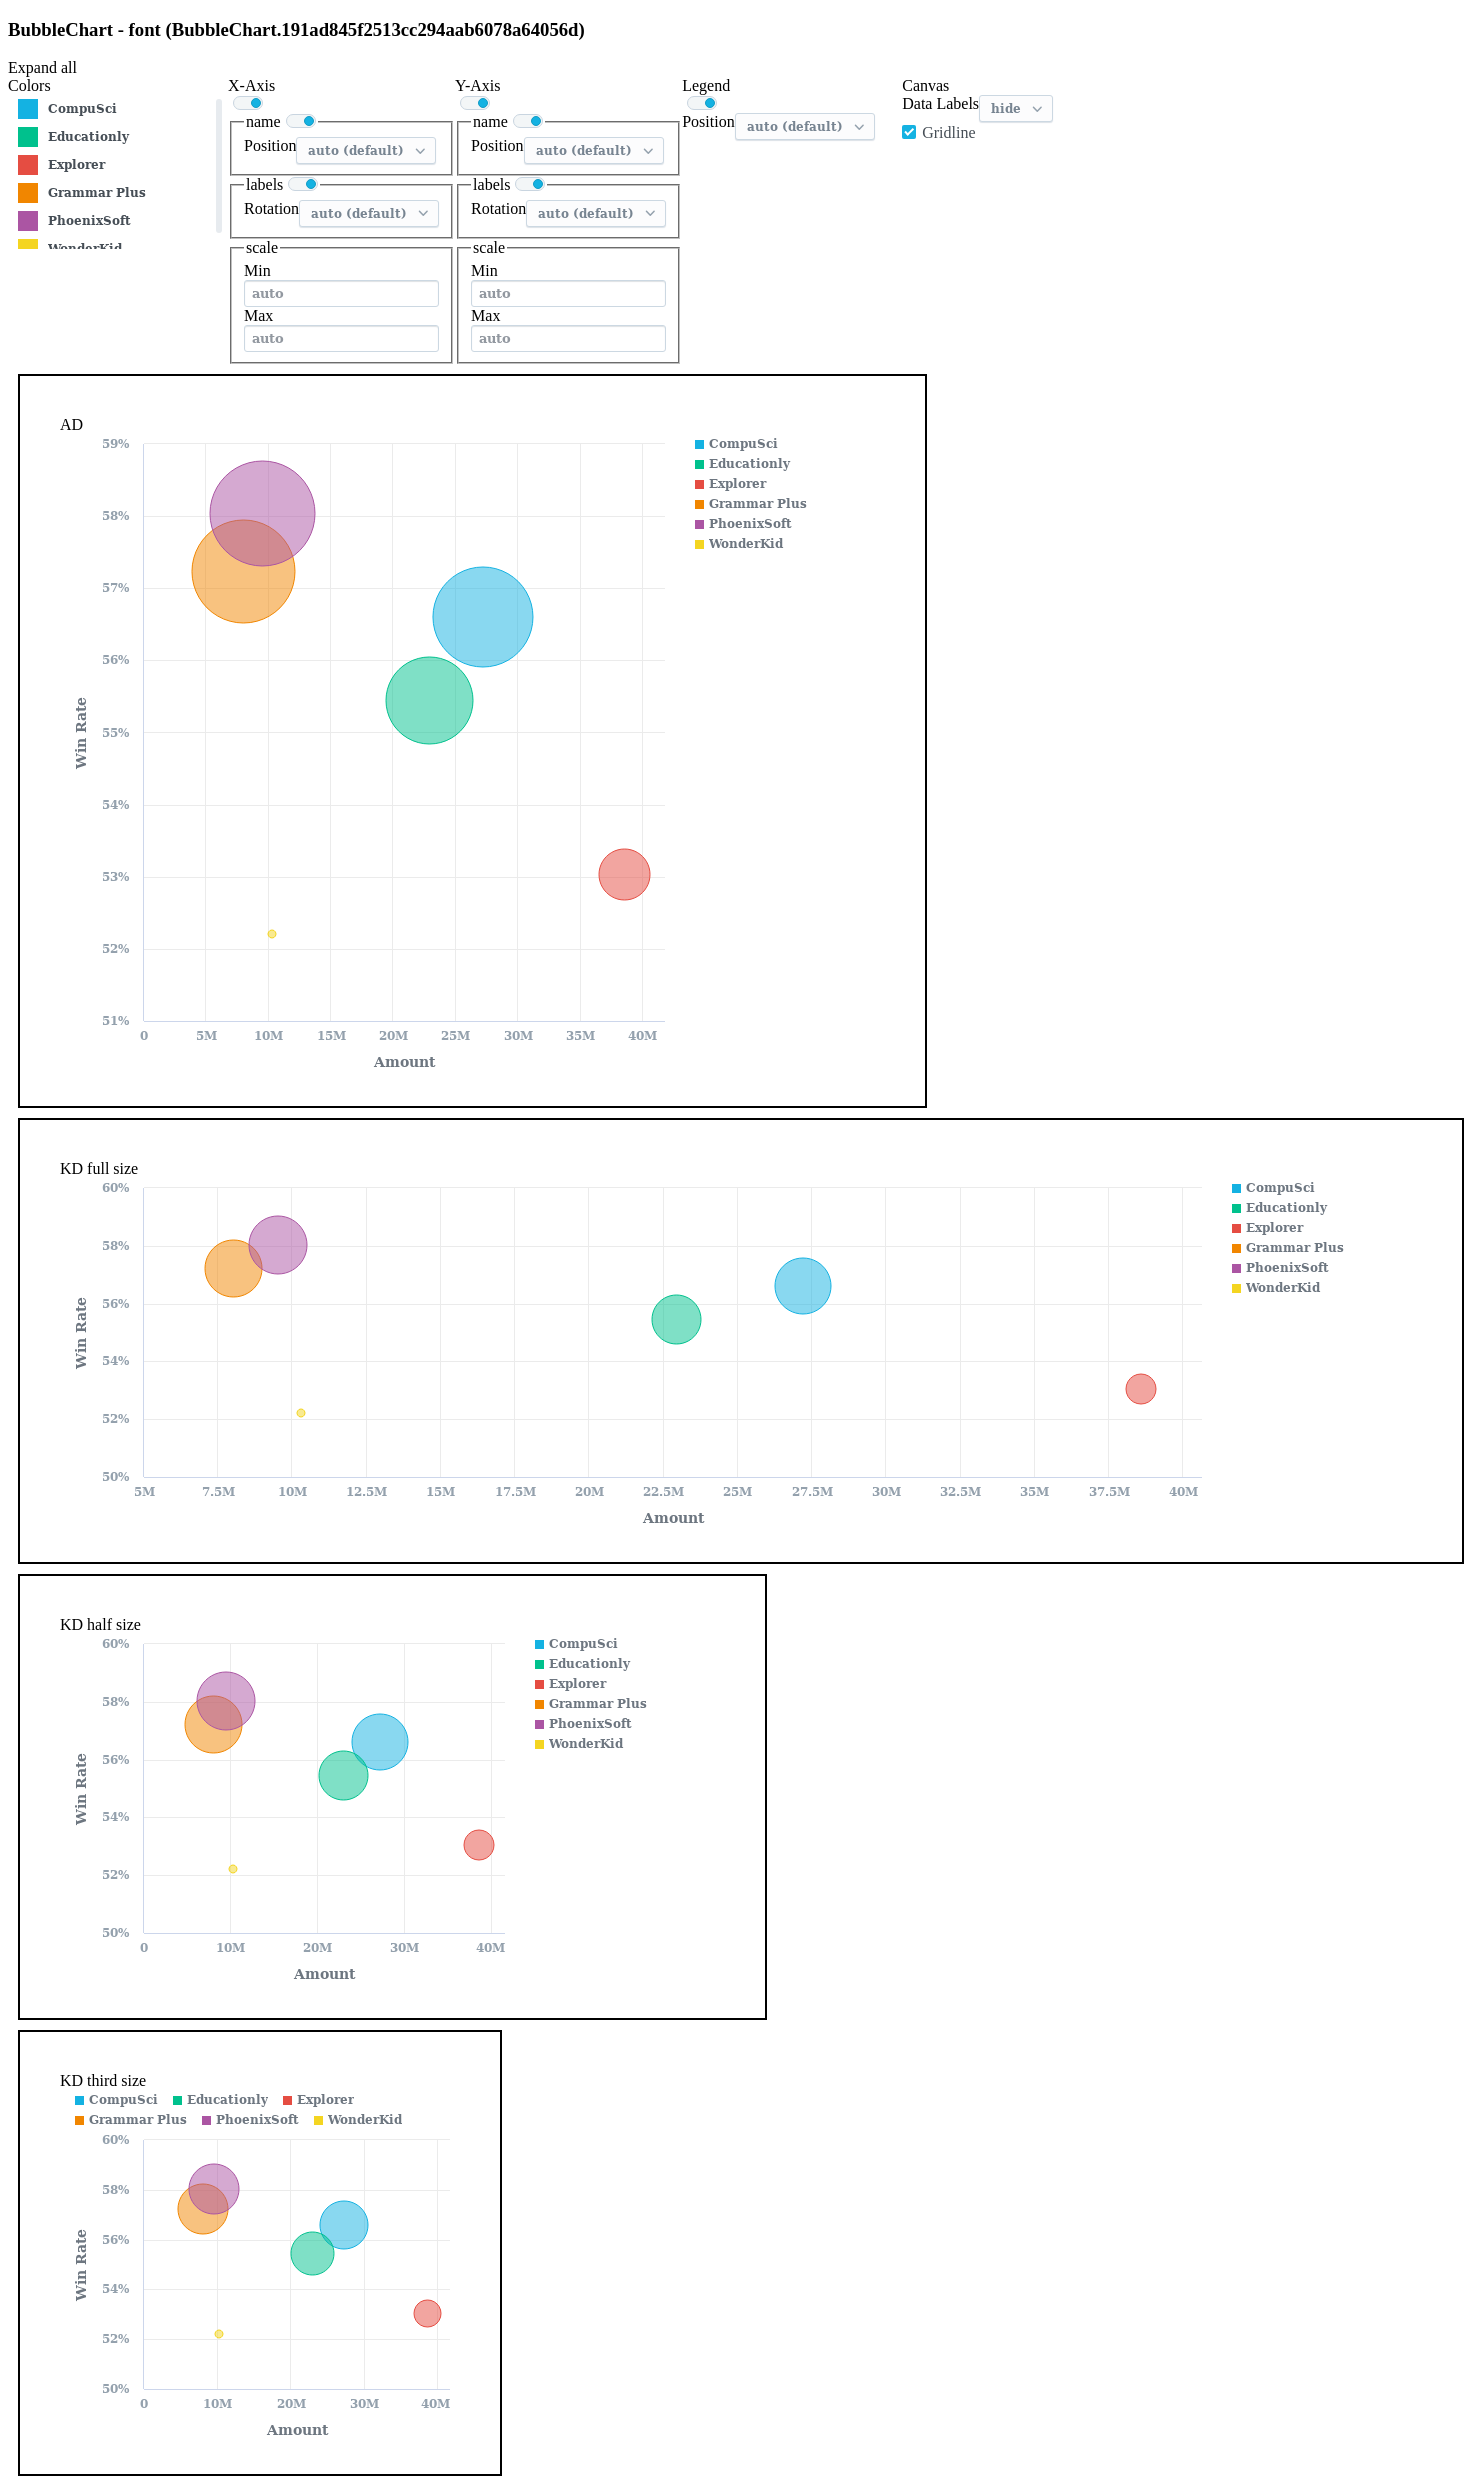 BubbleChart - font (BubbleChart.191ad845f2513cc294aab6078a64056d)
Expand all
Colors
CompuSci
Educationly
Explorer
Grammar Plus
PhoenixSoft
WonderKid
X-Axis
name
Position auto (default)
labels
Rotation auto (default)
scale
Min
auto
Max
auto
Y-Axis
name
Position auto (default)
labels
Rotation auto (default)
scale
Min
auto
Max
auto
Legend
Position auto (default)
Canvas
Data Labels hide
Gridline
AD
59%
58%
57%
56%
55%
54%
53%
52%
51%
Win Rate
0 5M 10M 15M 20M 25M 30M 35M 40M
Amount
CompuSci
Educationly
Explorer
Grammar Plus
PhoenixSoft
WonderKid
KD full size
60%
58%
56%
54%
52%
50%
Win Rate
5M 7.5M 10M 12.5M 15M 17.5M 20M 22.5M 25M 27.5M 30M 32.5M 35M 37.5M 40M
Amount
CompuSci
Educationly
Explorer
Grammar Plus
PhoenixSoft
WonderKid
KD half size
60%
58%
56%
54%
52%
50%
Win Rate
0 10M 20M 30M 40M
Amount
CompuSci
Educationly
Explorer
Grammar Plus
PhoenixSoft
WonderKid
KD third size
CompuSci Educationly Explorer
Grammar Plus PhoenixSoft WonderKid
60%
58%
56%
54%
52%
50%
Win Rate
0 10M 20M 30M 40M
Amount